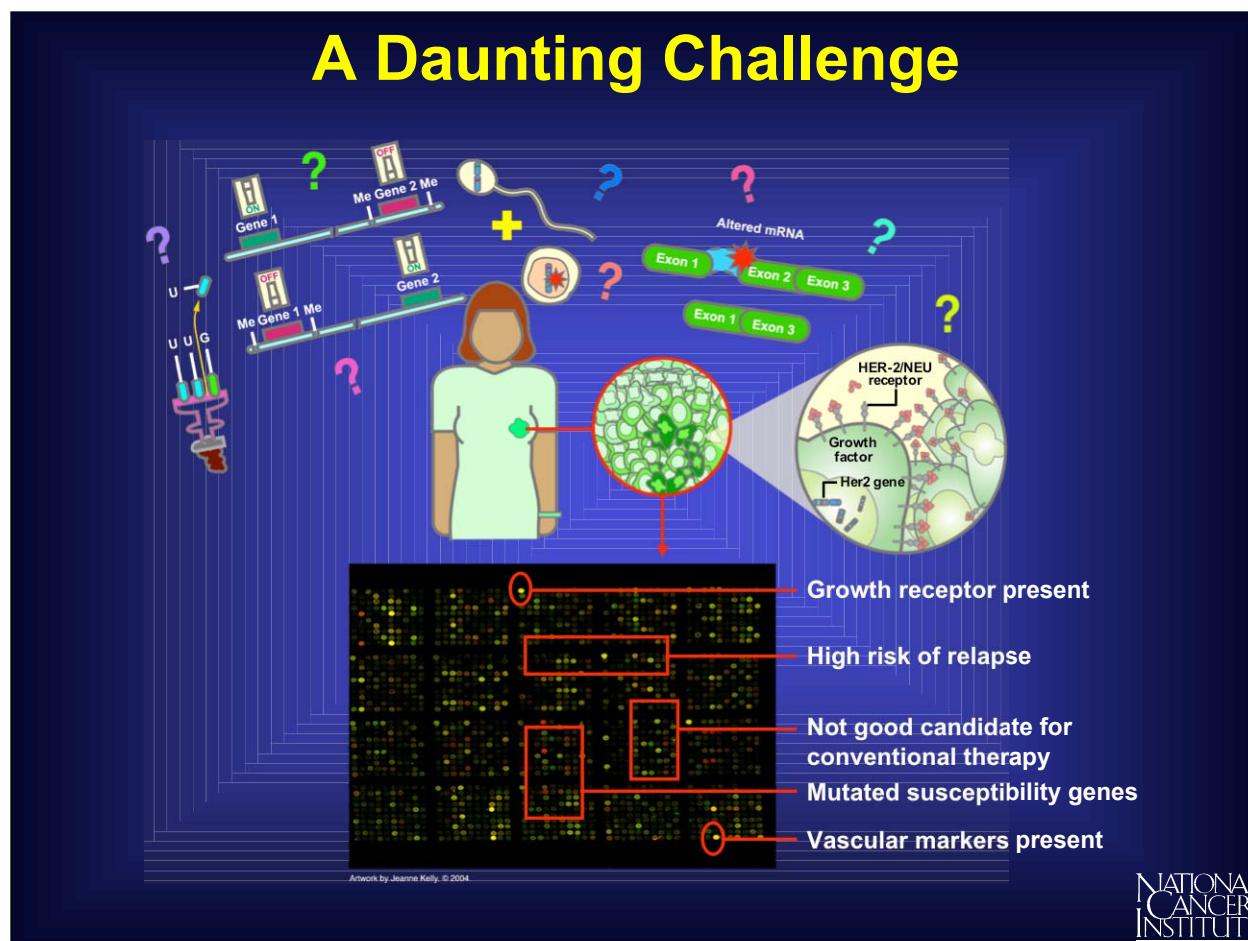 A Daunting Challenge
OFF
Me Gene 2 Me
ON
Gene 1
ON
Gene 2
OFF
Me Gene 1 Me
U
U U G
Altered mRNA
Exon 1
Exon 2
Exon 3
Exon 1
Exon 3
HER-2/NEU
receptor
Growth
factor
Her2 gene
Growth receptor present
High risk of relapse
Not good candidate for
conventional therapy
Mutated susceptibility genes
Vascular markers present
Artwork by Jeanne Kelly. © 2004.
NATIONA
CANCER
INSTITUT